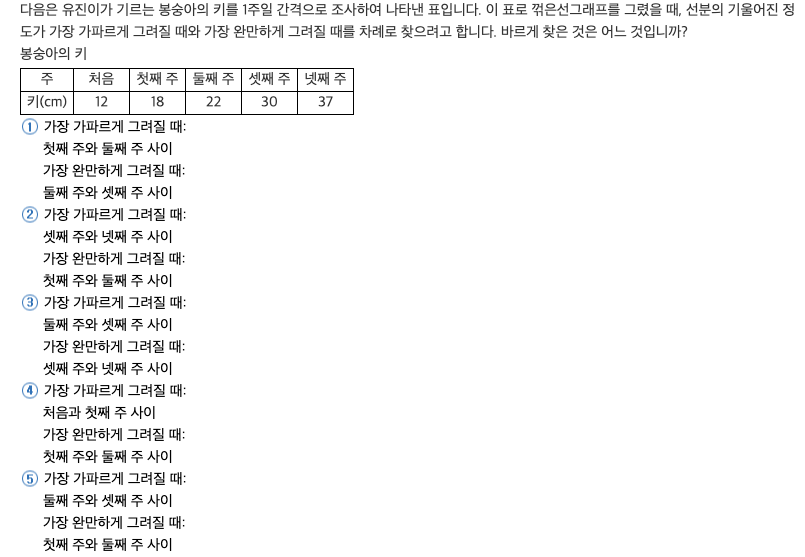 다음은 유진이가 기르는 봉숭아의 키를 1주일 간격으로 조사하여 나타낸 표입니다. 이 표로 꺾은선그래프를 그렸을 때, 선분의 기울어진 정
도가 가장 가파르게 그려질 때와 가장 완만하게 그려질 때를 차례로 찾으려고 합니다. 바르게 찾은 것은 어느 것입니까?
봉숭아의 키
주 처음 첫째 주 둘째 주 셋째 주 넷째 주
키(cm) 12 18 22 30 37
① 가장 가파르게 그려질 때:
첫째 주와 둘째 주 사이
가장 완만하게 그려질 때:
둘째 주와 셋째 주 사이
② 가장 가파르게 그려질 때:
셋째 주와 넷째 주 사이
가장 완만하게 그려질 때:
첫째 주와 둘째 주 사이
③ 가장 가파르게 그려질 때:
둘째 주와 셋째 주 사이
가장 완만하게 그려질 때:
셋째 주와 넷째 주 사이
④ 가장 가파르게 그려질 때:
처음과 첫째 주 사이
가장 완만하게 그려질 때:
첫째 주와 둘째 주 사이
⑤ 가장 가파르게 그려질 때:
둘째 주와 셋째 주 사이
가장 완만하게 그려질 때:
첫째 주와 둘째 주 사이